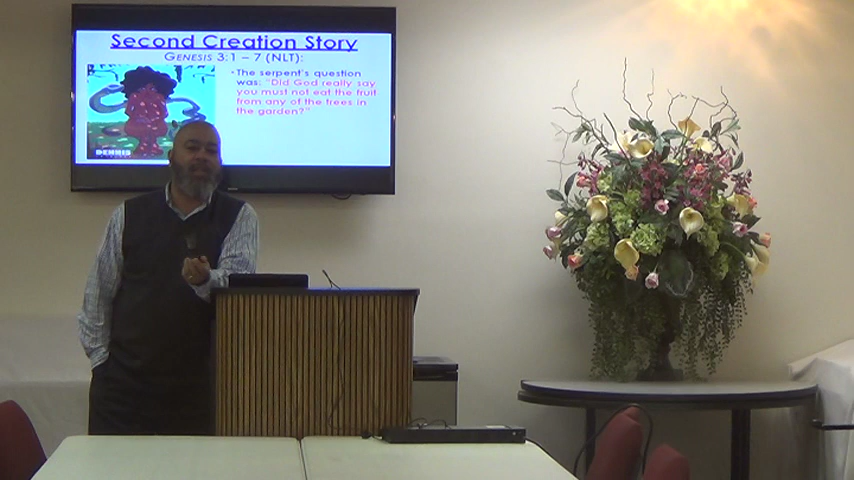 Second Creation Story
GENESIS 3:1 – 7 (NLT):
• The serpent's question
was: "Did God really say
you must not eat the fruit
from any of the trees in
the garden?"
DENNIS